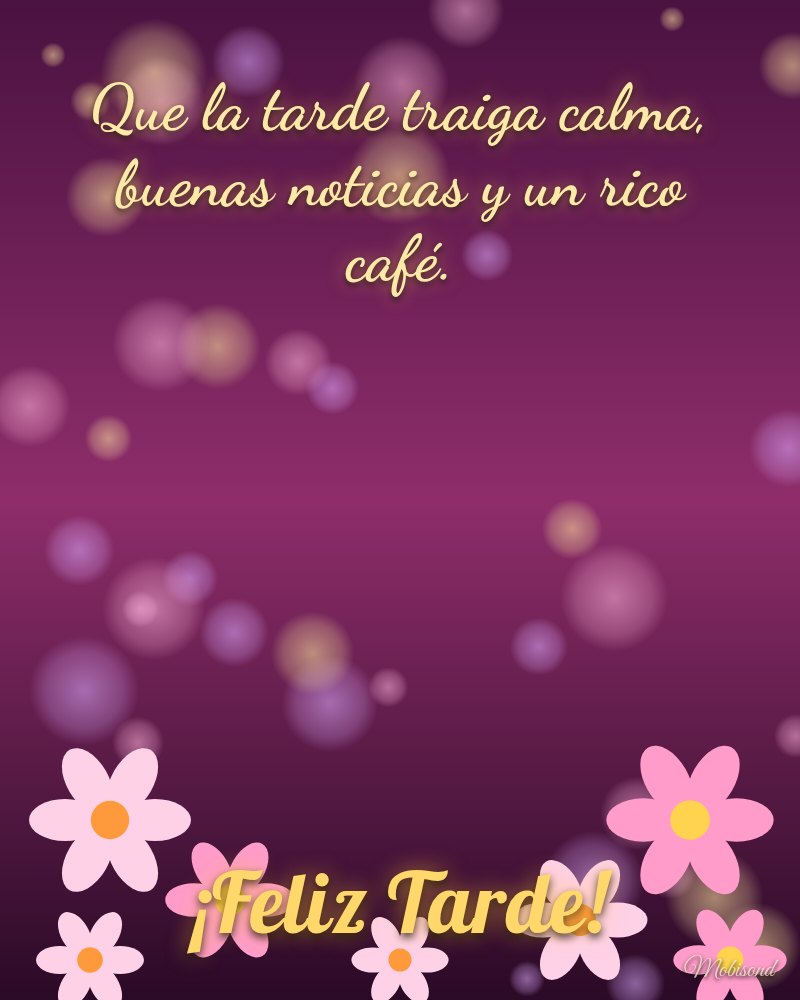 Que la tarde traiga calma,
buenas noticias y un rico
café.
¡Feliz Tarde!
Mobisond